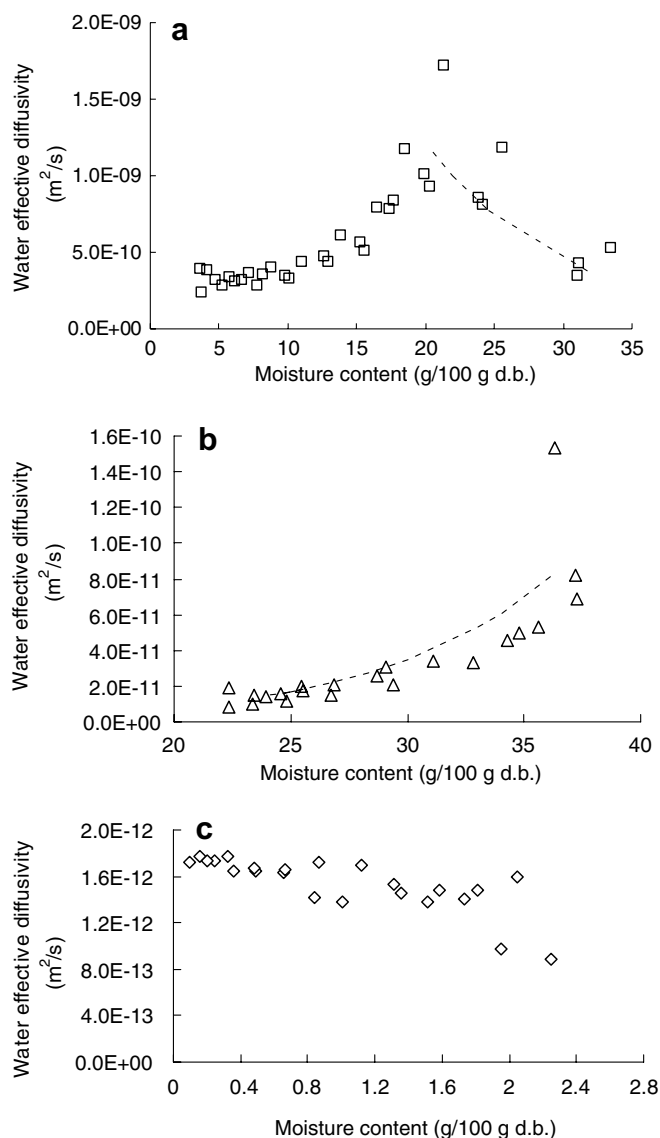 a
2.0E-09
1.5E-09
1.0E-09
5.0E-10
0.0E+00
Water effective diffusivity
(m²/s)
0 5 10 15 20 25 30 35
Moisture content (g/100 g d.b.)
b
1.6E-10
1.4E-10
1.2E-10
1.0E-10
8.0E-11
6.0E-11
4.0E-11
2.0E-11
0.0E+00
Water effective diffusivity
(m²/s)
20 25 30 35 40
Moisture content (g/100 g d.b.)
c
2.0E-12
1.6E-12
1.2E-12
8.0E-13
4.0E-13
0.0E+00
Water effective diffusivity
(m²/s)
0 0.4 0.8 1.2 1.6 2 2.4 2.8
Moisture content (g/100 g d.b.)